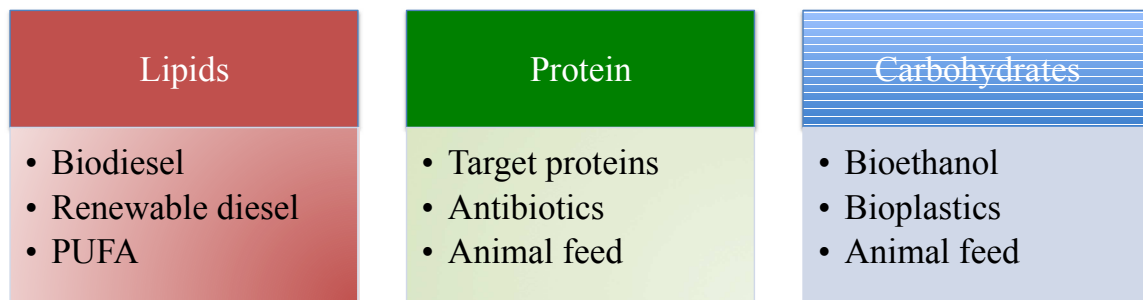 Lipids
• Biodiesel
• Renewable diesel
• PUFA
Protein
• Target proteins
• Antibiotics
• Animal feed
Carbohydrates
• Bioethanol
• Bioplastics
• Animal feed